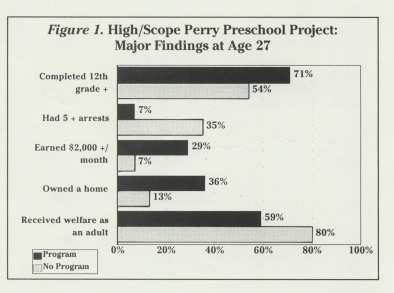 Figure 1. High/Scope Perry Preschool Project:
Major Findings at Age 27
Completed 12th
grade +
71%
54%
Had 5 + arrests
7%
35%
Earned $2,000 +/
month
29%
7%
Owned a home
36%
13%
Received welfare as
an adult
59%
80%
0% 20% 40% 60% 80% 100%
Program
No Program